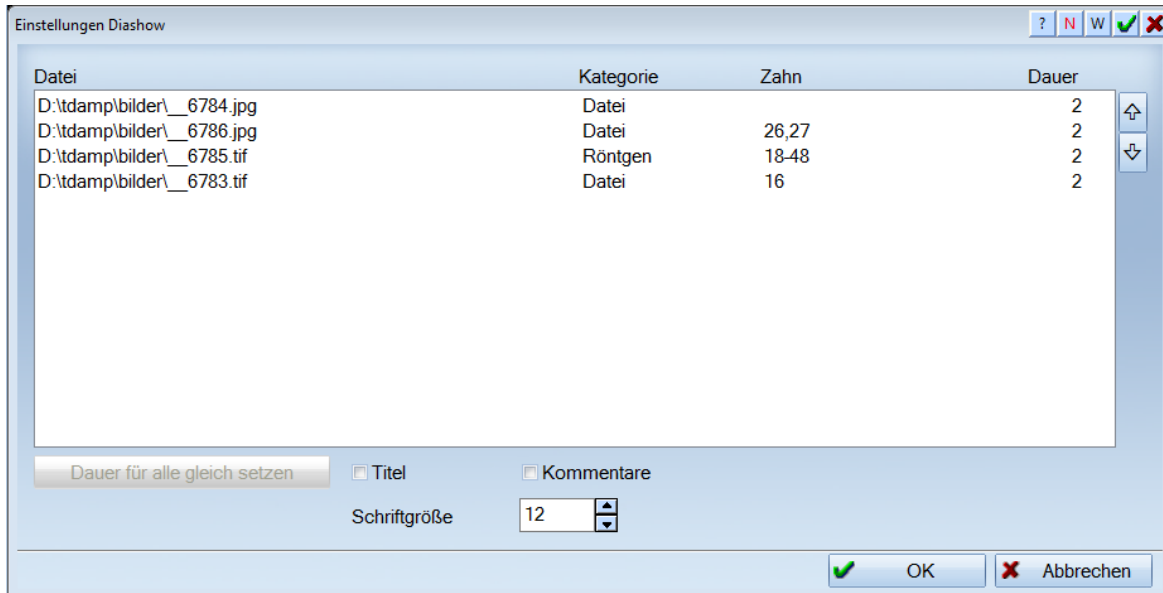 Einstellungen Diashow ? N W
Datei Kategorie Zahn Dauer
D:\tdamp\bilder\__6784.jpg Datei 2
D:\tdamp\bilder\__6786.jpg Datei 26,27 2
D:\tdamp\bilder\__6785.tif Röntgen 18-48 2
D:\tdamp\bilder\__6783.tif Datei 16 2
Dauer für alle gleich setzen Titel Kommentare
Schriftgröße 12
OK Abbrechen